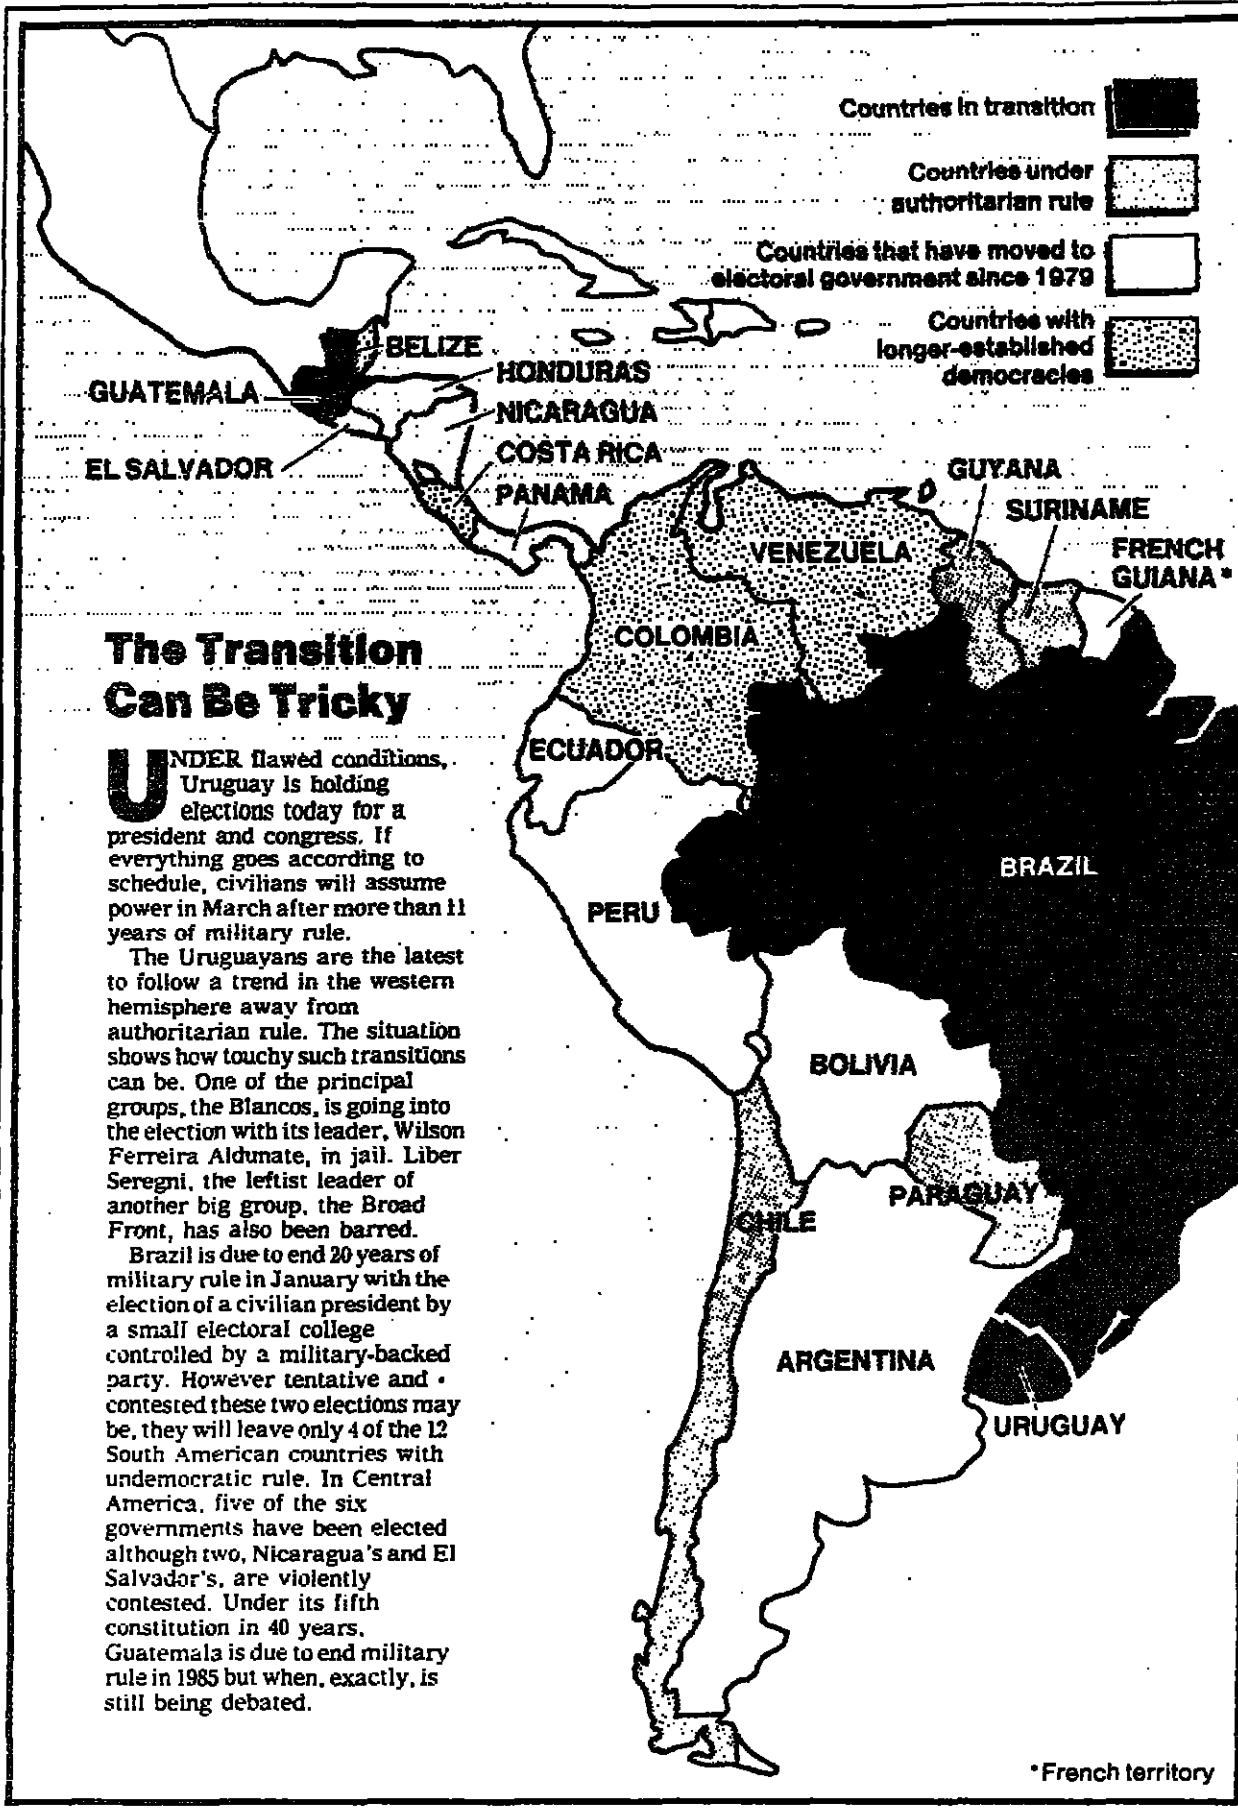 Countries in transition
Countries under
authoritarian rule
Countries that have moved to
electoral government since 1979
Countries with
longer-established
democracies
BELIZE
GUATEMALA
HONDURAS
NICARAGUA
EL SALVADOR
COSTA RICA
PANAMA
GUYANA
SURINAME
FRENCH
GUIANA*
VENEZUELA
COLOMBIA
ECUADOR
BRAZIL
PERU
BOLIVIA
PARAGUAY
CHILE
ARGENTINA
URUGUAY
The Transition
Can Be Tricky
UNDER flawed conditions,
Uruguay is holding
elections today for a
president and congress. If
everything goes according to
schedule, civilians will assume
power in March after more than 11
years of military rule.
The Uruguayans are the latest
to follow a trend in the western
hemisphere away from
authoritarian rule. The situation
shows how touchy such transitions
can be. One of the principal
groups, the Blancos, is going into
the election with its leader, Wilson
Ferreira Aldunate, in jail. Liber
Seregni, the leftist leader of
another big group, the Broad
Front, has also been barred.
Brazil is due to end 20 years of
military rule in January with the
election of a civilian president by
a small electoral college
controlled by a military-backed
party. However tentative and
contested these two elections may
be, they will leave only 4 of the 12
South American countries with
undemocratic rule. In Central
America, five of the six
governments have been elected
although two, Nicaragua's and El
Salvador's, are violently
contested. Under its fifth
constitution in 40 years,
Guatemala is due to end military
rule in 1985 but when, exactly, is
still being debated.
*French territory